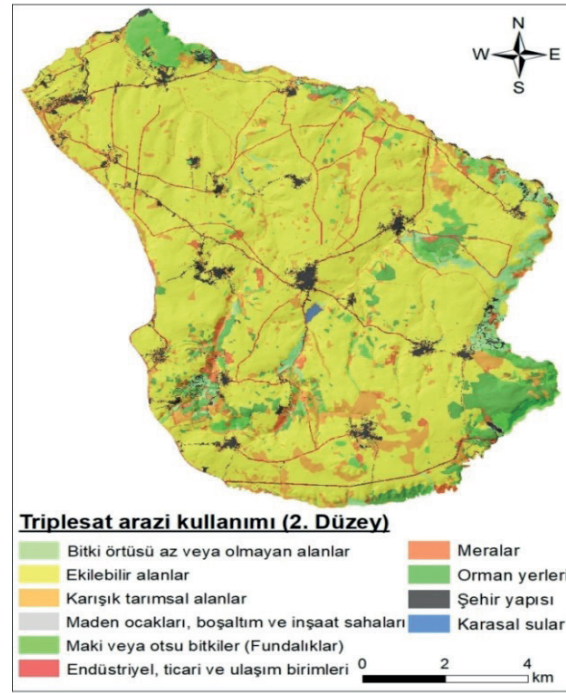 N
W E
S
Triplesat arazi kullanımı (2. Düzey)
Bitki örtüsü az veya olmayan alanlar
Ekilebilir alanlar
Karışık tarımsal alanlar
Maden ocakları, boşaltım ve inşaat sahaları
Maki veya otsu bitkiler (Fundalıklar)
Endüstriyel, ticari ve ulaşım birimleri
Meralar
Orman yerleri
Şehir yapısı
Karasal sular
0 2 4
km